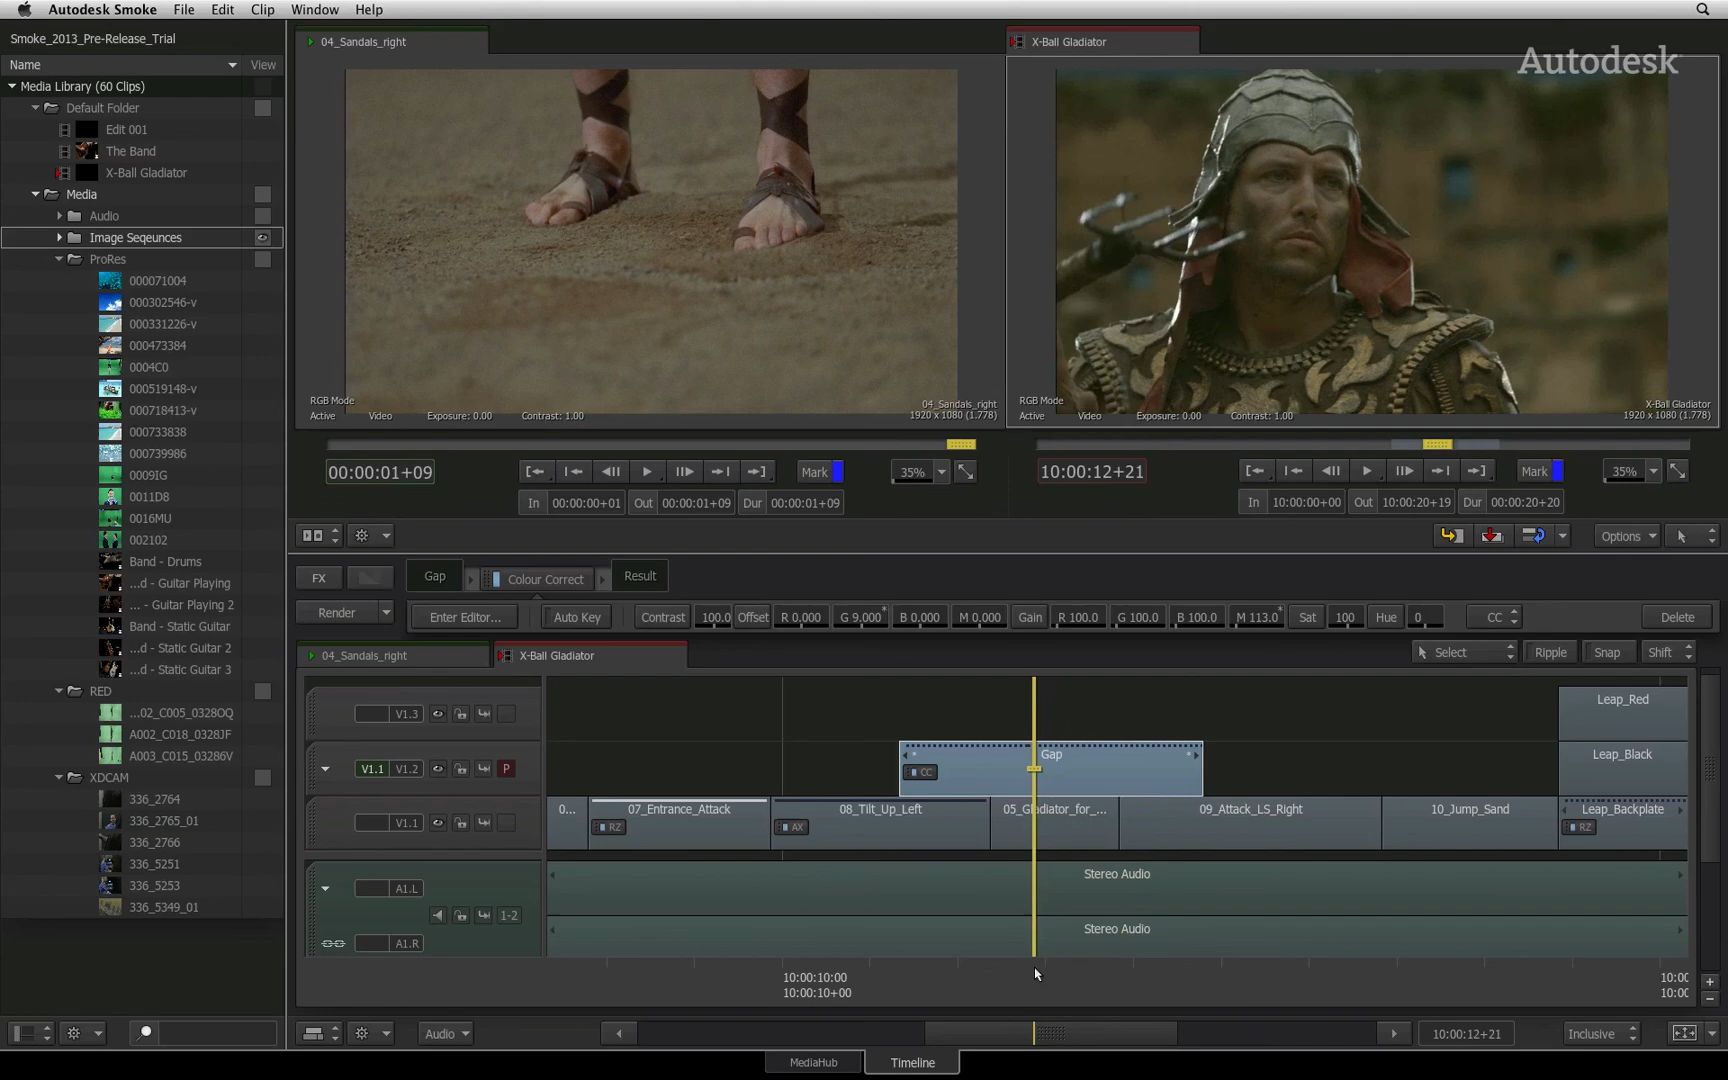 Autodesk Smoke File Edit Clip Window Help
Smoke_2013_Pre-Release_Trial
Name View
Media Library (60 Clips)
Default Folder
Edit 001
The Band
X-Ball Gladiator
Media
Audio
Image Seqeunces
ProRes
000071004
000302546-v
000331226-v
000473384
0004C0
000519148-v
000718413-v
000733838
000739986
0009IG
0011D8
0016MU
002102
Band - Drums
...d - Guitar Playing
... - Guitar Playing 2
Band - Static Guitar
...d - Static Guitar 2
...d - Static Guitar 3
RED
...02_C005_0328OQ
A002_C018_0328JF
A003_C015_03286V
XDCAM
336_2764
336_2765_01
336_2766
336_5251
336_5253
336_5349_01
04_Sandals_right
RGB Mode
04_Sandals_right
Active Video Exposure: 0.00 Contrast: 1.00 1920 x 1080 (1.778)
00:00:01+09 Mark 35%
In 00:00:00+01 Out 00:00:01+09 Dur 00:00:01+09
X-Ball Gladiator
Autodesk
RGB Mode
X-Ball Gladiator
Active Video Exposure: 0.00 Contrast: 1.00 1920 x 1080 (1.778)
10:00:12+21 Mark 35%
In 10:00:00+00 Out 10:00:20+19 Dur 00:00:20+20
Options
FX Gap Colour Correct Result
Render Enter Editor... Auto Key Contrast 100.0 Offset R 0.000 G 9.000 B 0.000 M 0.000 Gain R 100.0 G 100.0 B 100.0 M 113.0 Sat 100 Hue 0 CC Delete
04_Sandals_right X-Ball Gladiator Select Ripple Snap Shift
V1.3 Leap_Red
V1.1 V1.2 P Gap Leap_Black
CC
V1.1 0... 07_Entrance_Attack 08_Tilt_Up_Left 05_Gladiator_for_... 09_Attack_LS_Right 10_Jump_Sand Leap_Backplate
RZ AX RZ
A1.L Stereo Audio
1-2
A1.R Stereo Audio
10:00:10:00 10:00
10:00:10+00 10:00
Audio 10:00:12+21 Inclusive
MediaHub Timeline